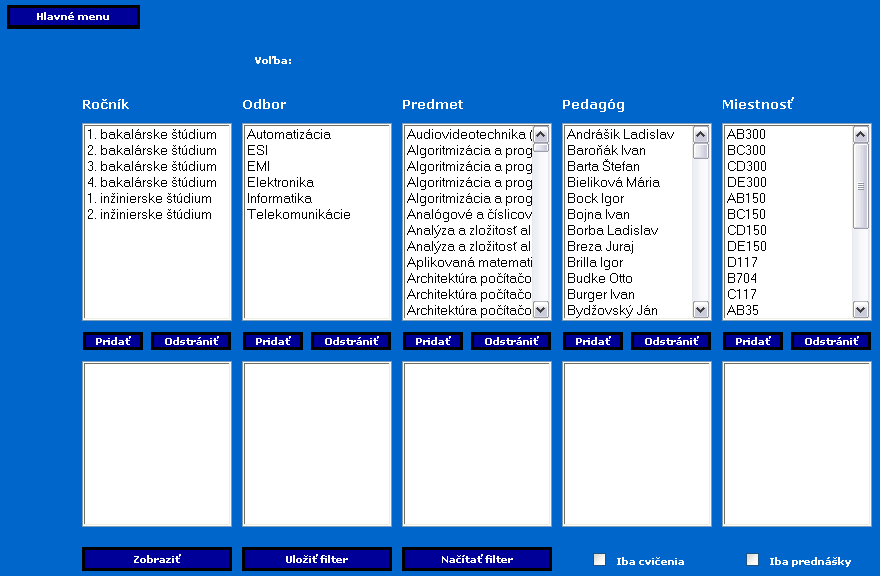 Hlavné menu
Voľba:
Ročník
Odbor
Predmet
Pedagóg
Miestnosť
1. bakalárske štúdium
2. bakalárske štúdium
3. bakalárske štúdium
4. bakalárske štúdium
1. inžinierske štúdium
2. inžinierske štúdium
Automatizácia
ESI
EMI
Elektronika
Informatika
Telekomunikácie
Audiovideotechnika (
Algoritmizácia a prog
Algoritmizácia a prog
Algoritmizácia a prog
Algoritmizácia a prog
Analógové a číslicov
Analýza a zložitosť al
Analýza a zložitosť al
Aplikovaná matemati
Architektúra počítačo
Architektúra počítačo
Architektúra počítačo
Andrášik Ladislav
Baroňák Ivan
Barta Štefan
Bieliková Mária
Bock Igor
Bojna Ivan
Borba Ladislav
Breza Juraj
Brilla Igor
Budke Otto
Burger Ivan
Bydžovský Ján
AB300
BC300
CD300
DE300
AB150
BC150
CD150
DE150
D117
B704
C117
AB35
Pridať Odstrániť Pridať Odstrániť Pridať Odstrániť Pridať Odstrániť Pridať Odstrániť
Zobraziť
Uložiť filter
Načítať filter
Iba cvičenia
Iba prednášky